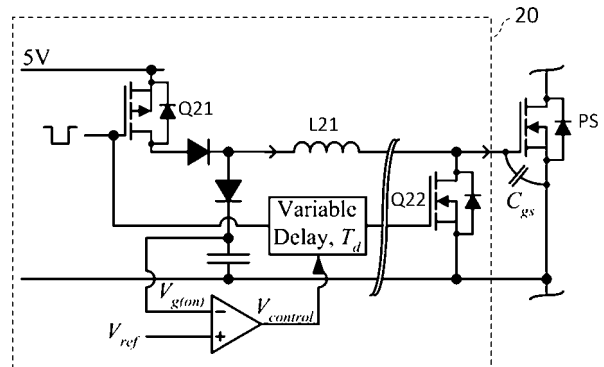 20
5V
Q21
L21
PS
Q22
Cgs
Variable
Delay, Td
Vg(on)
Vcontrol
−
Vref
+